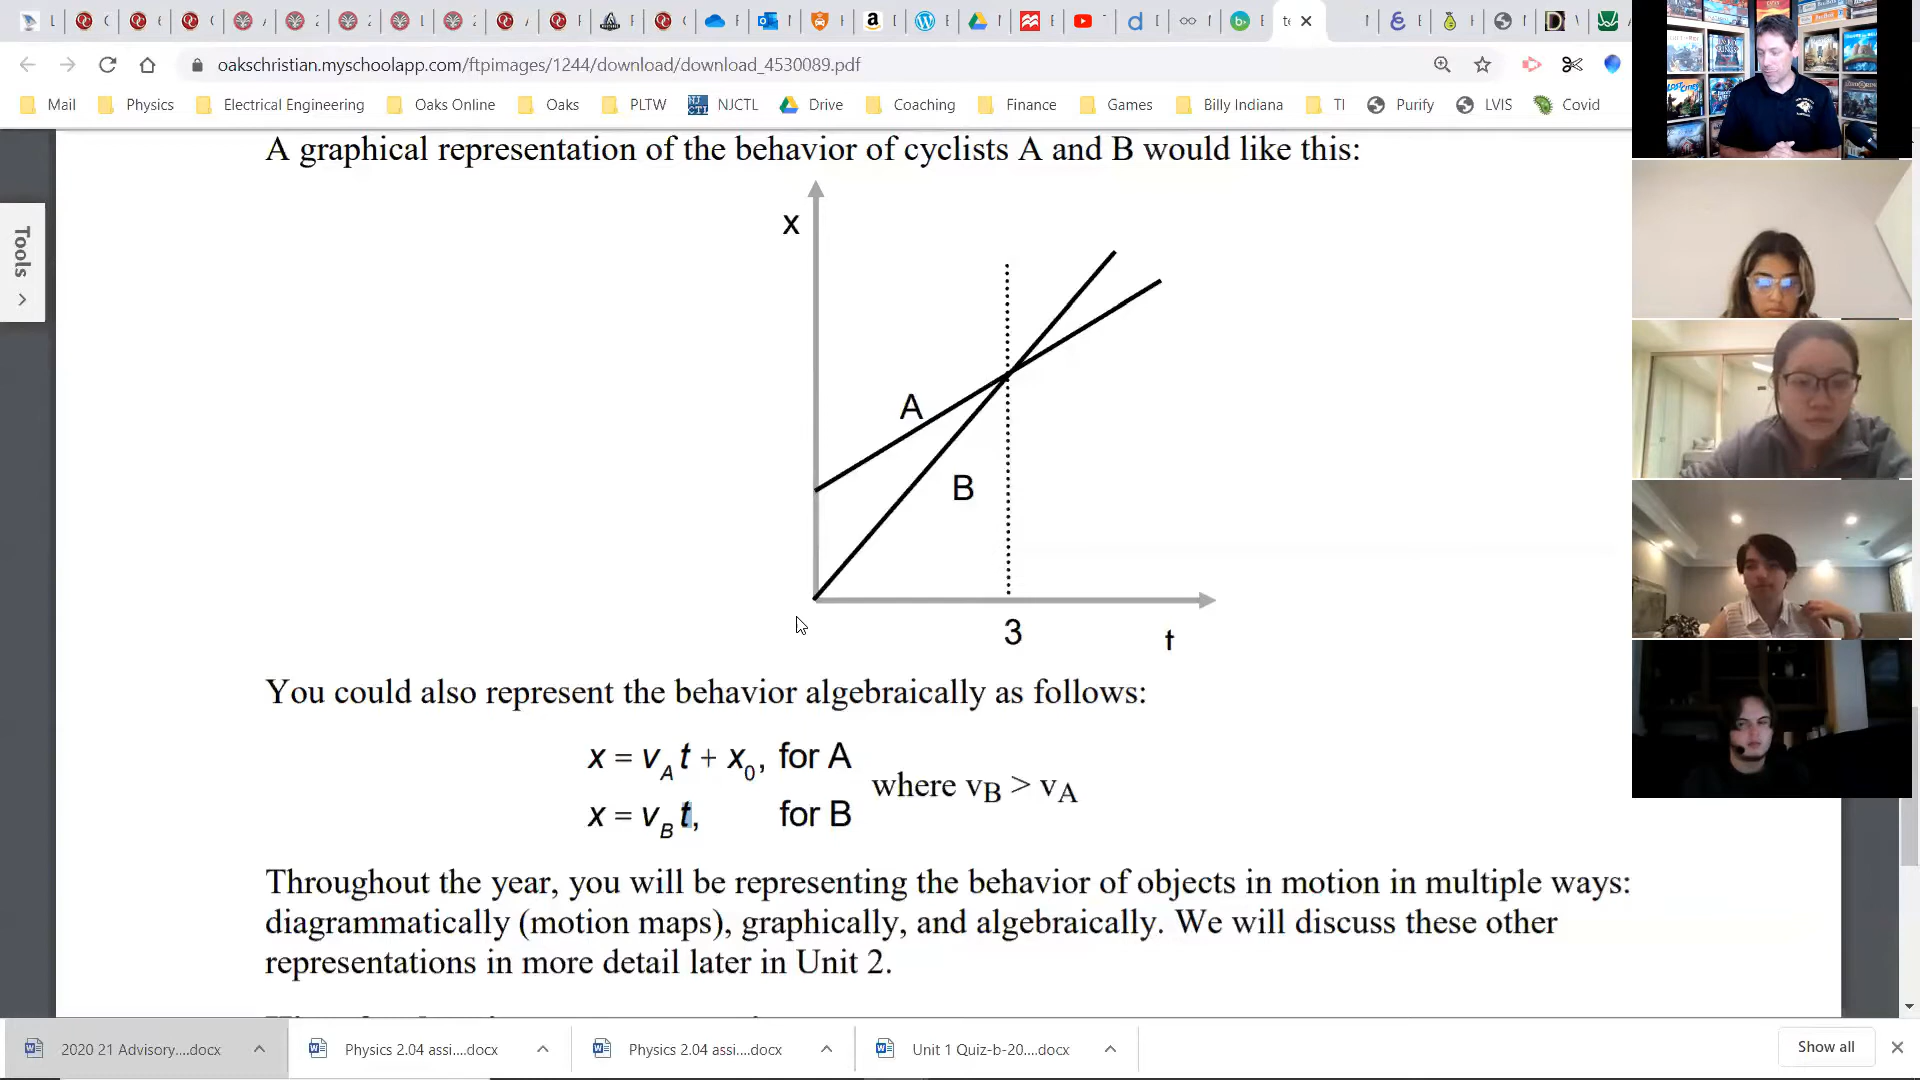 oakschristian.myschoolapp.com/ftpimages/1244/download/download_4530089.pdf
Mail Physics Electrical Engineering Oaks Online Oaks PLTW NJCTL Drive Coaching Finance Games Billy Indiana TI Purify LVIS Covid
A graphical representation of the behavior of cyclists A and B would like this:
Tools
x
A
B
3
t
You could also represent the behavior algebraically as follows:
x = v_A t + x_0, for A
where v_B > v_A
x = v_B t, for B
Throughout the year, you will be representing the behavior of objects in motion in multiple ways:
diagrammatically (motion maps), graphically, and algebraically. We will discuss these other
representations in more detail later in Unit 2.
2020 21 Advisory....docx Physics 2.04 assi....docx Physics 2.04 assi....docx Unit 1 Quiz-b-20....docx Show all